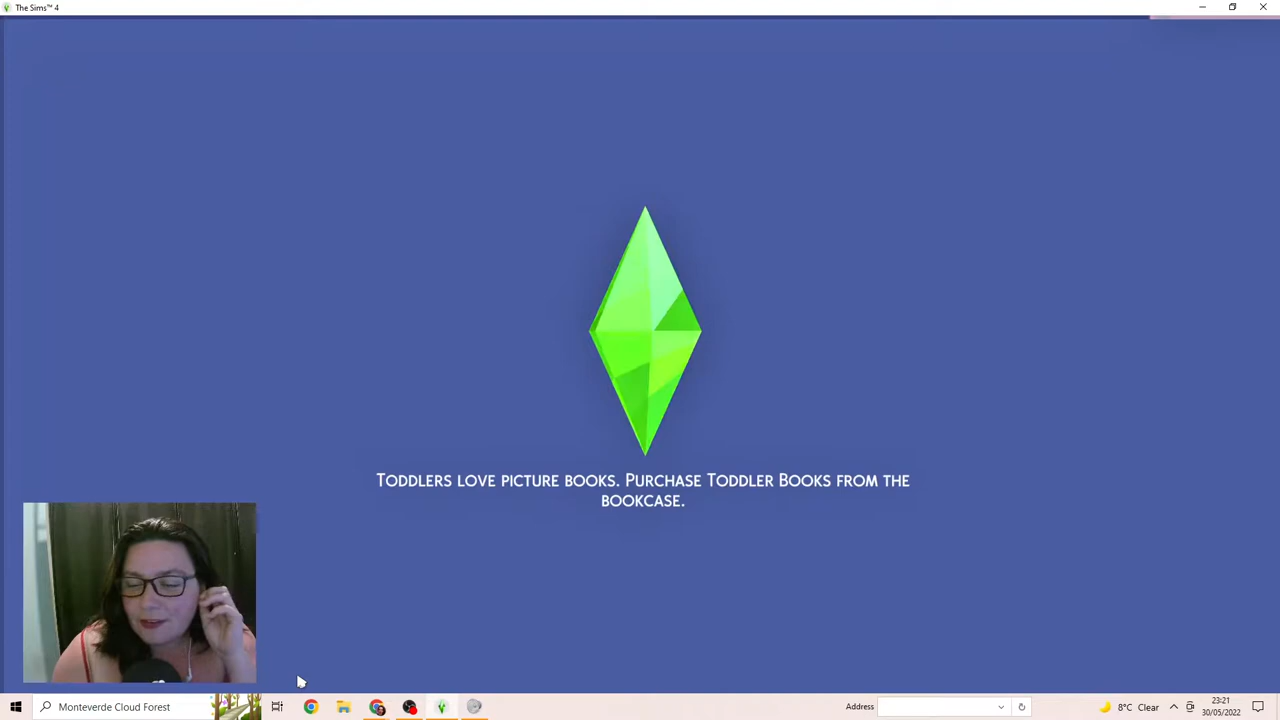 The Sims™ 4
TODDLERS LOVE PICTURE BOOKS. PURCHASE TODDLER BOOKS FROM THE
BOOKCASE.
Monteverde Cloud Forest
Address
8°C Clear
23:21
30/05/2022